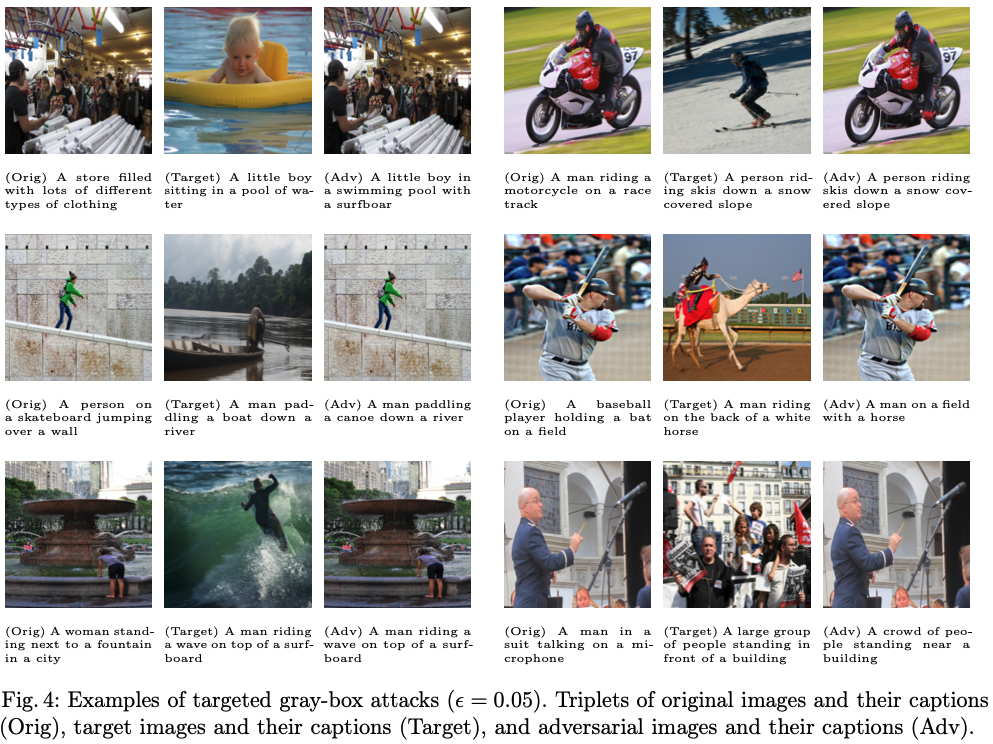 97
97
(Orig) A store filled
with lots of different
types of clothing
(Target) A little boy
sitting in a pool of wa-
ter
(Adv) A little boy in
a swimming pool with
a surfboar
(Orig) A man riding a
motorcycle on a race
track
(Target) A person rid-
ing skis down a snow
covered slope
(Adv) A person riding
skis down a snow cov-
ered slope
(Orig) A person on
a skateboard jumping
over a wall
(Target) A man pad-
dling a boat down a
river
(Adv) A man paddling
a canoe down a river
(Orig) A baseball
player holding a bat
on a field
(Target) A man riding
on the back of a white
horse
(Adv) A man on a field
with a horse
(Orig) A woman stand-
ing next to a fountain
in a city
(Target) A man riding
a wave on top of a surf-
board
(Adv) A man riding a
wave on top of a surf-
board
(Orig) A man in a
suit talking on a mi-
crophone
(Target) A large group
of people standing in
front of a building
(Adv) A crowd of peo-
ple standing near a
building
Fig. 4: Examples of targeted gray-box attacks (ϵ = 0.05). Triplets of original images and their captions
(Orig), target images and their captions (Target), and adversarial images and their captions (Adv).